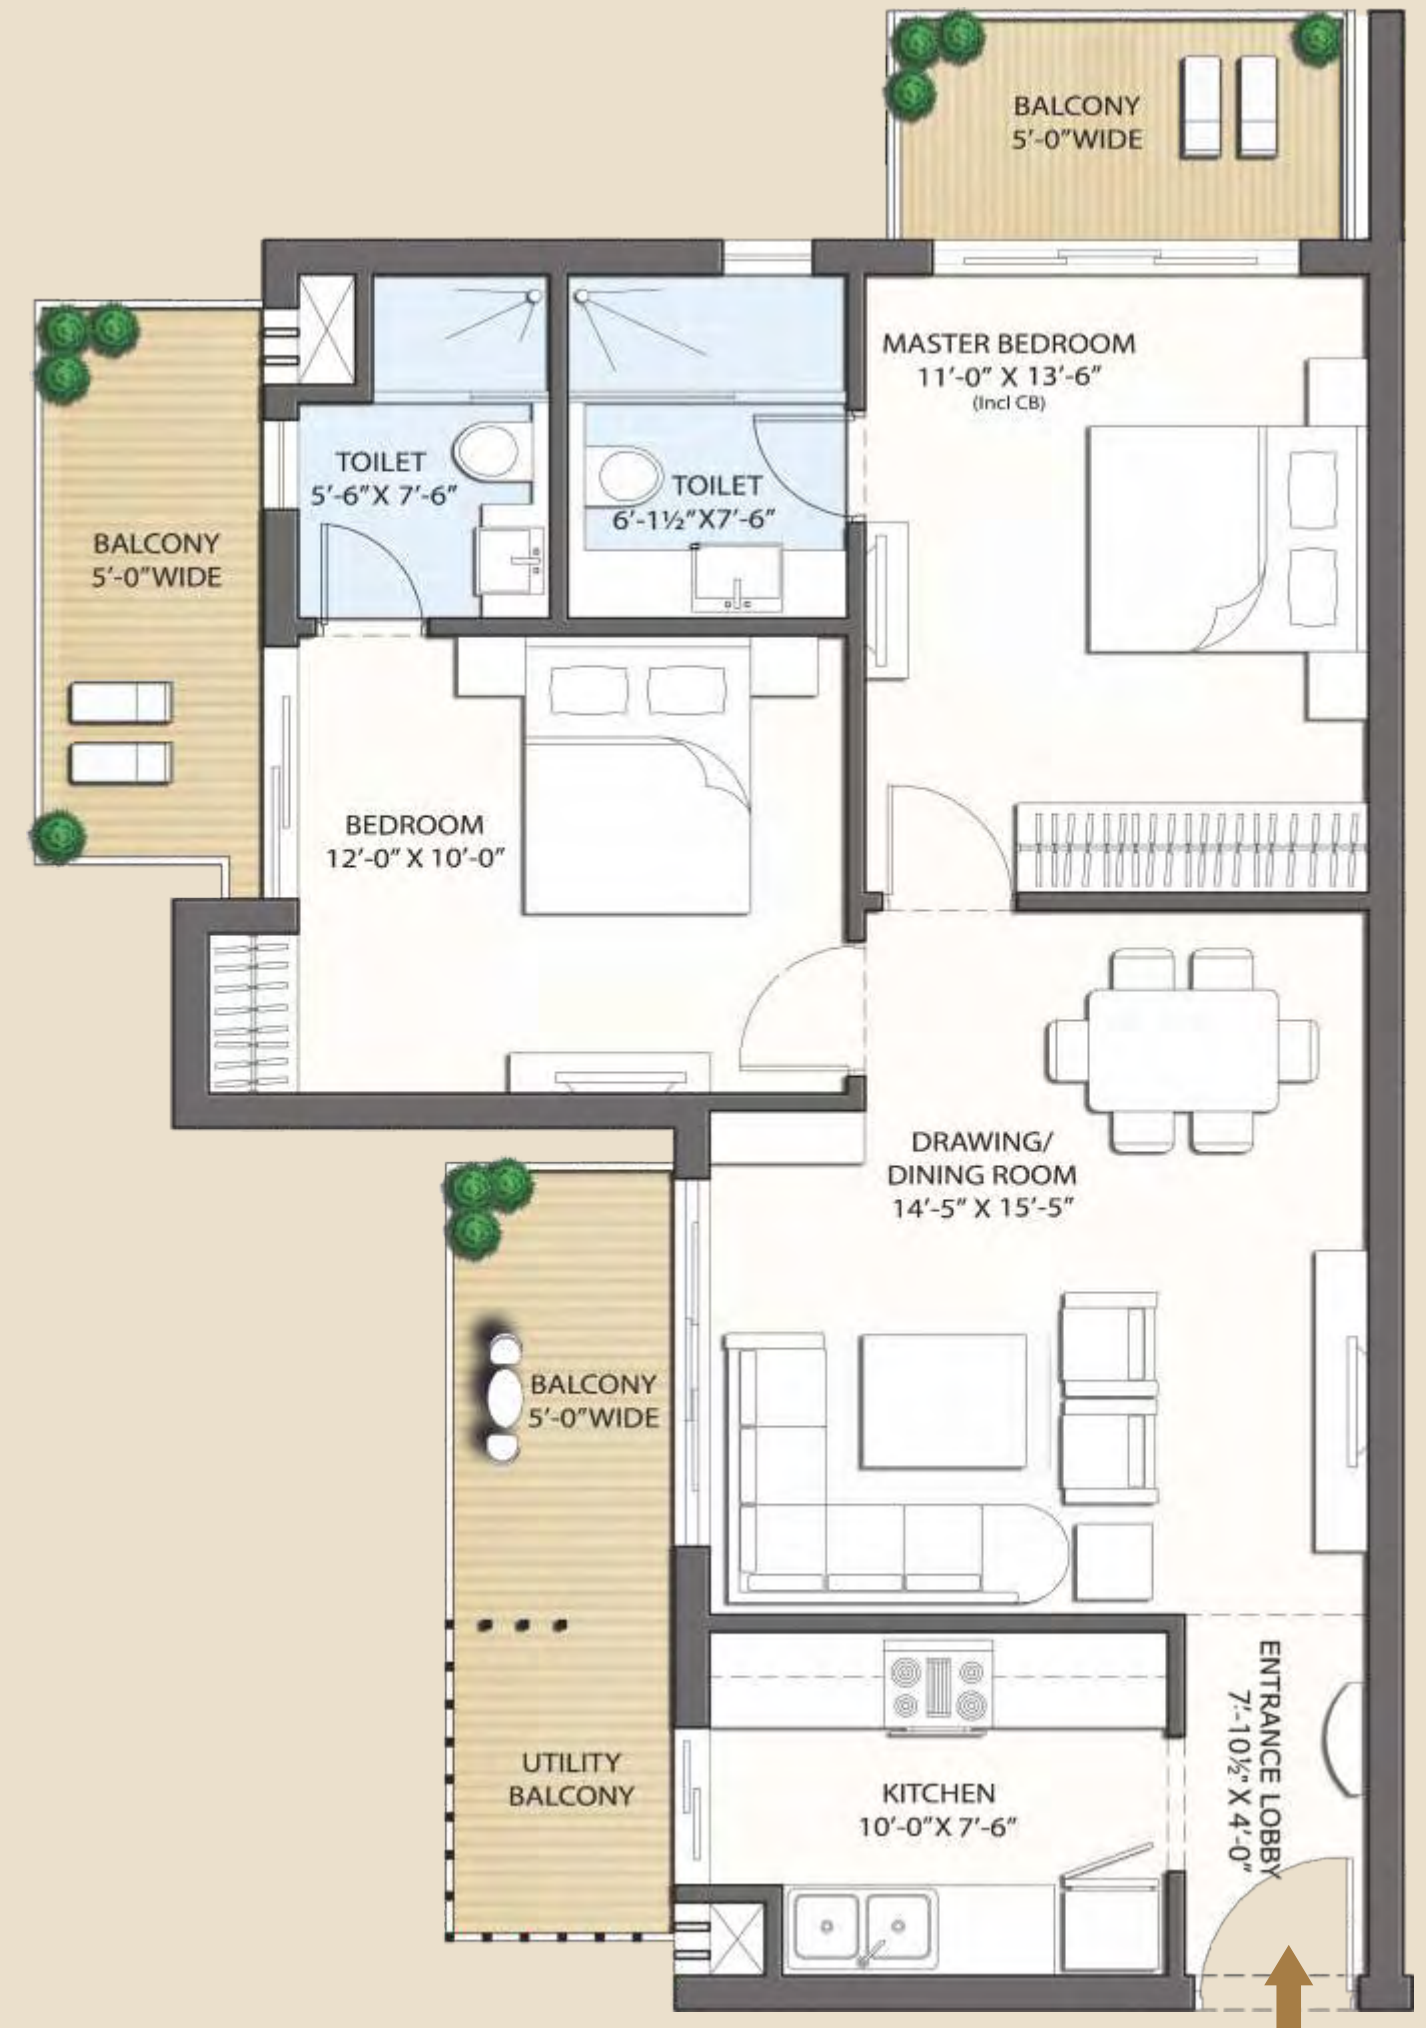 BALCONY
5'-0"WIDE
MASTER BEDROOM
11'-0" X 13'-6"
(Incl CB)
TOILET
5'-6"X 7'-6"
TOILET
6'-1½"X7'-6"
BALCONY
5'-0"WIDE
BEDROOM
12'-0" X 10'-0"
DRAWING/
DINING ROOM
14'-5" X 15'-5"
BALCONY
5'-0"WIDE
ENTRANCE LOBBY
7'-10½" X 4'-0"
UTILITY
BALCONY
KITCHEN
10'-0"X 7'-6"